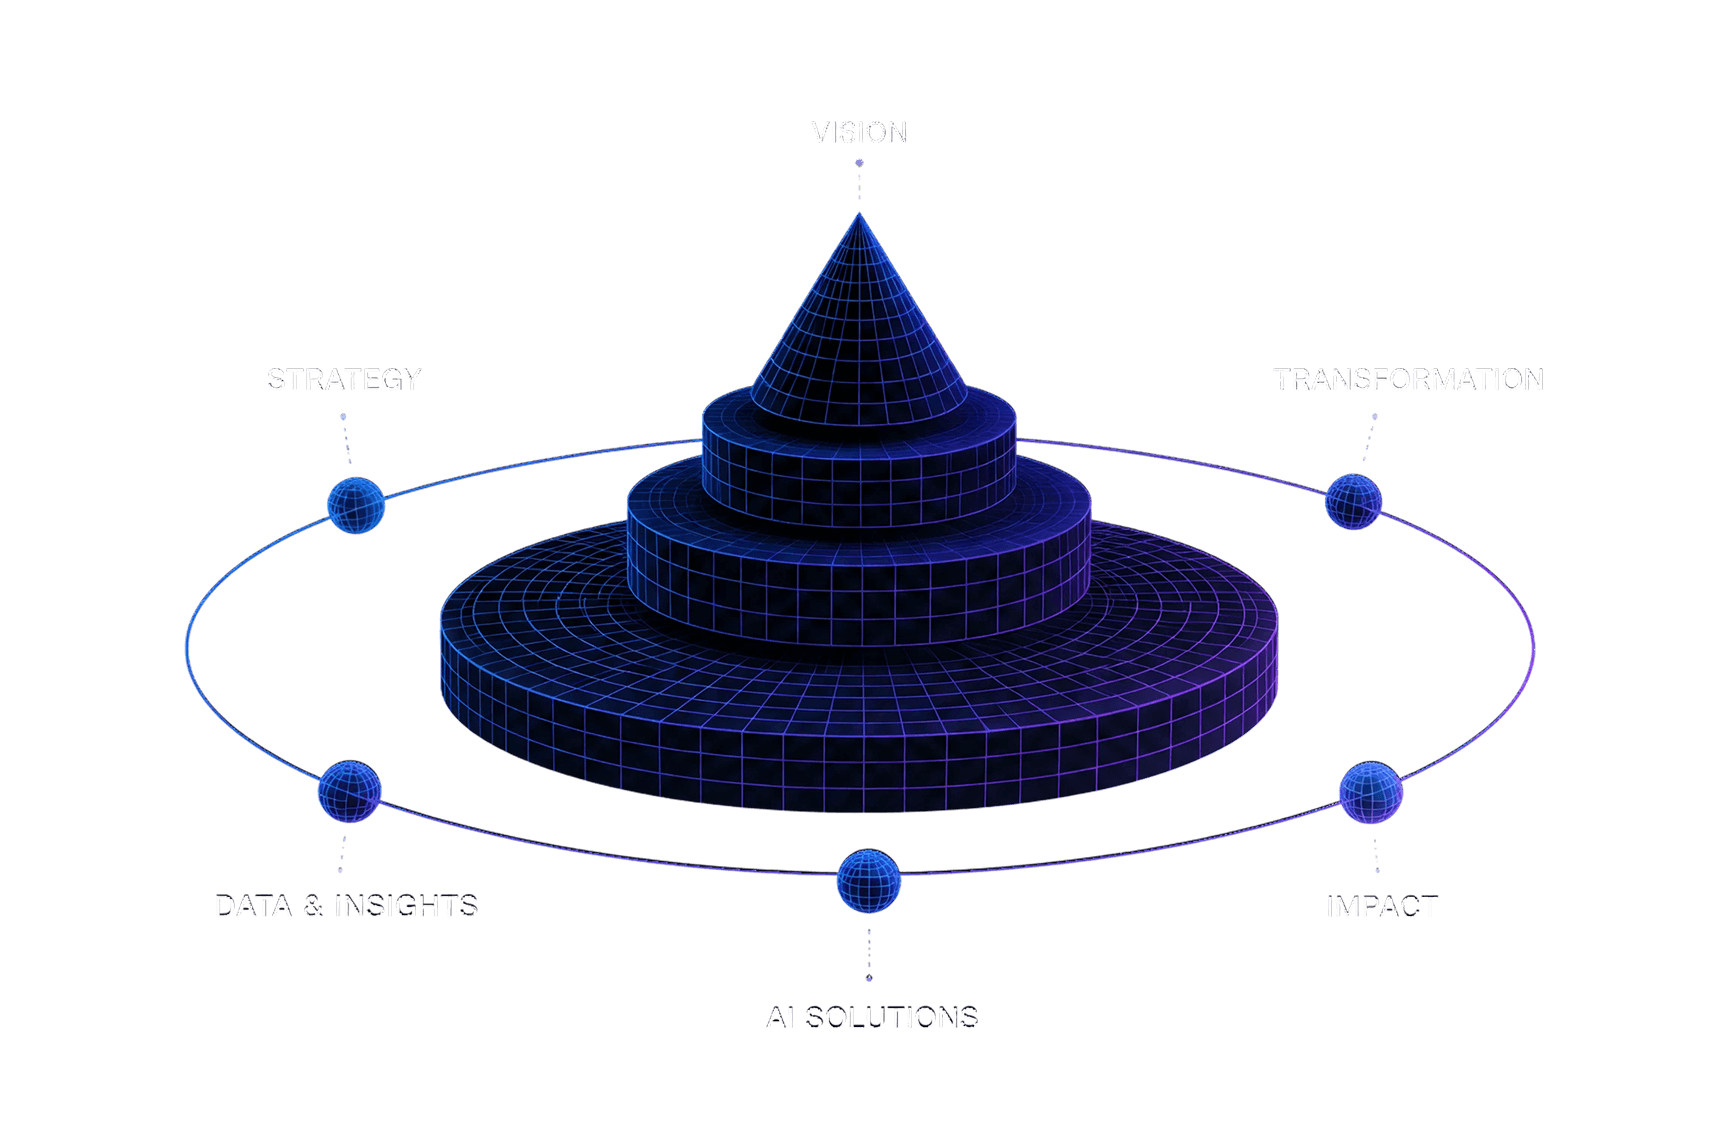 VISION
STRATEGY
TRANSFORMATION
DATA & INSIGHTS
IMPACT
AI SOLUTIONS